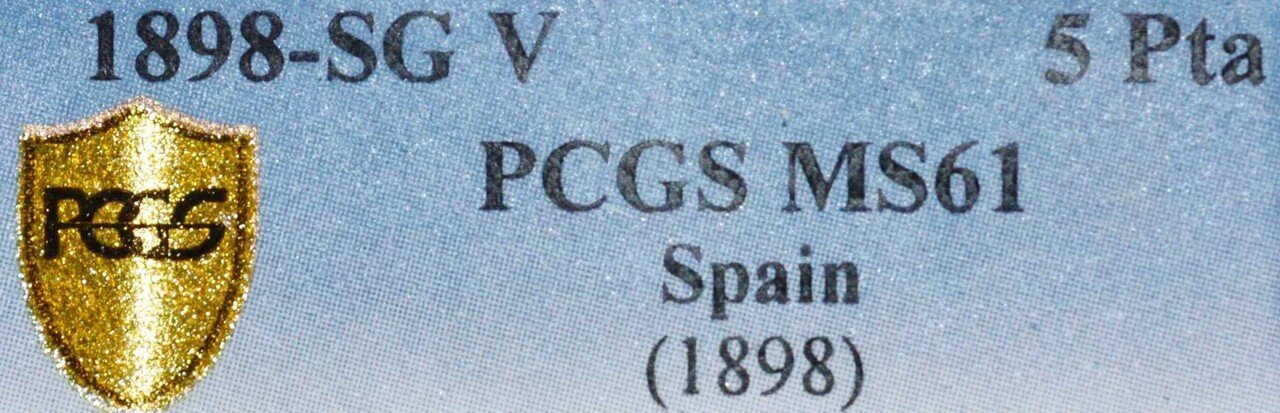 1898-SG V 5 Pta
PCGS MS61
PCGS
Spain
(1898)